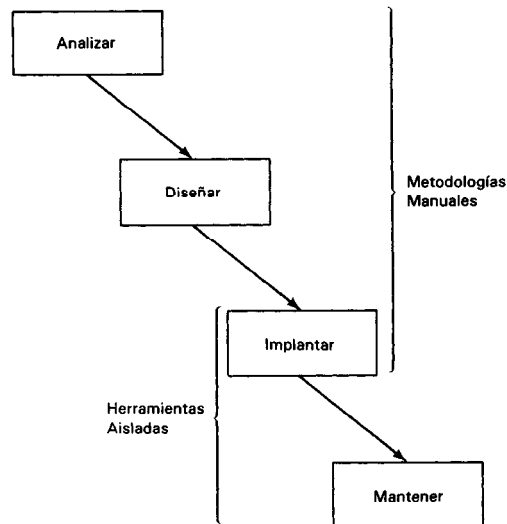 Analizar
Diseñar
Metodologías
Manuales
Implantar
Herramientas
Aisladas
Mantener